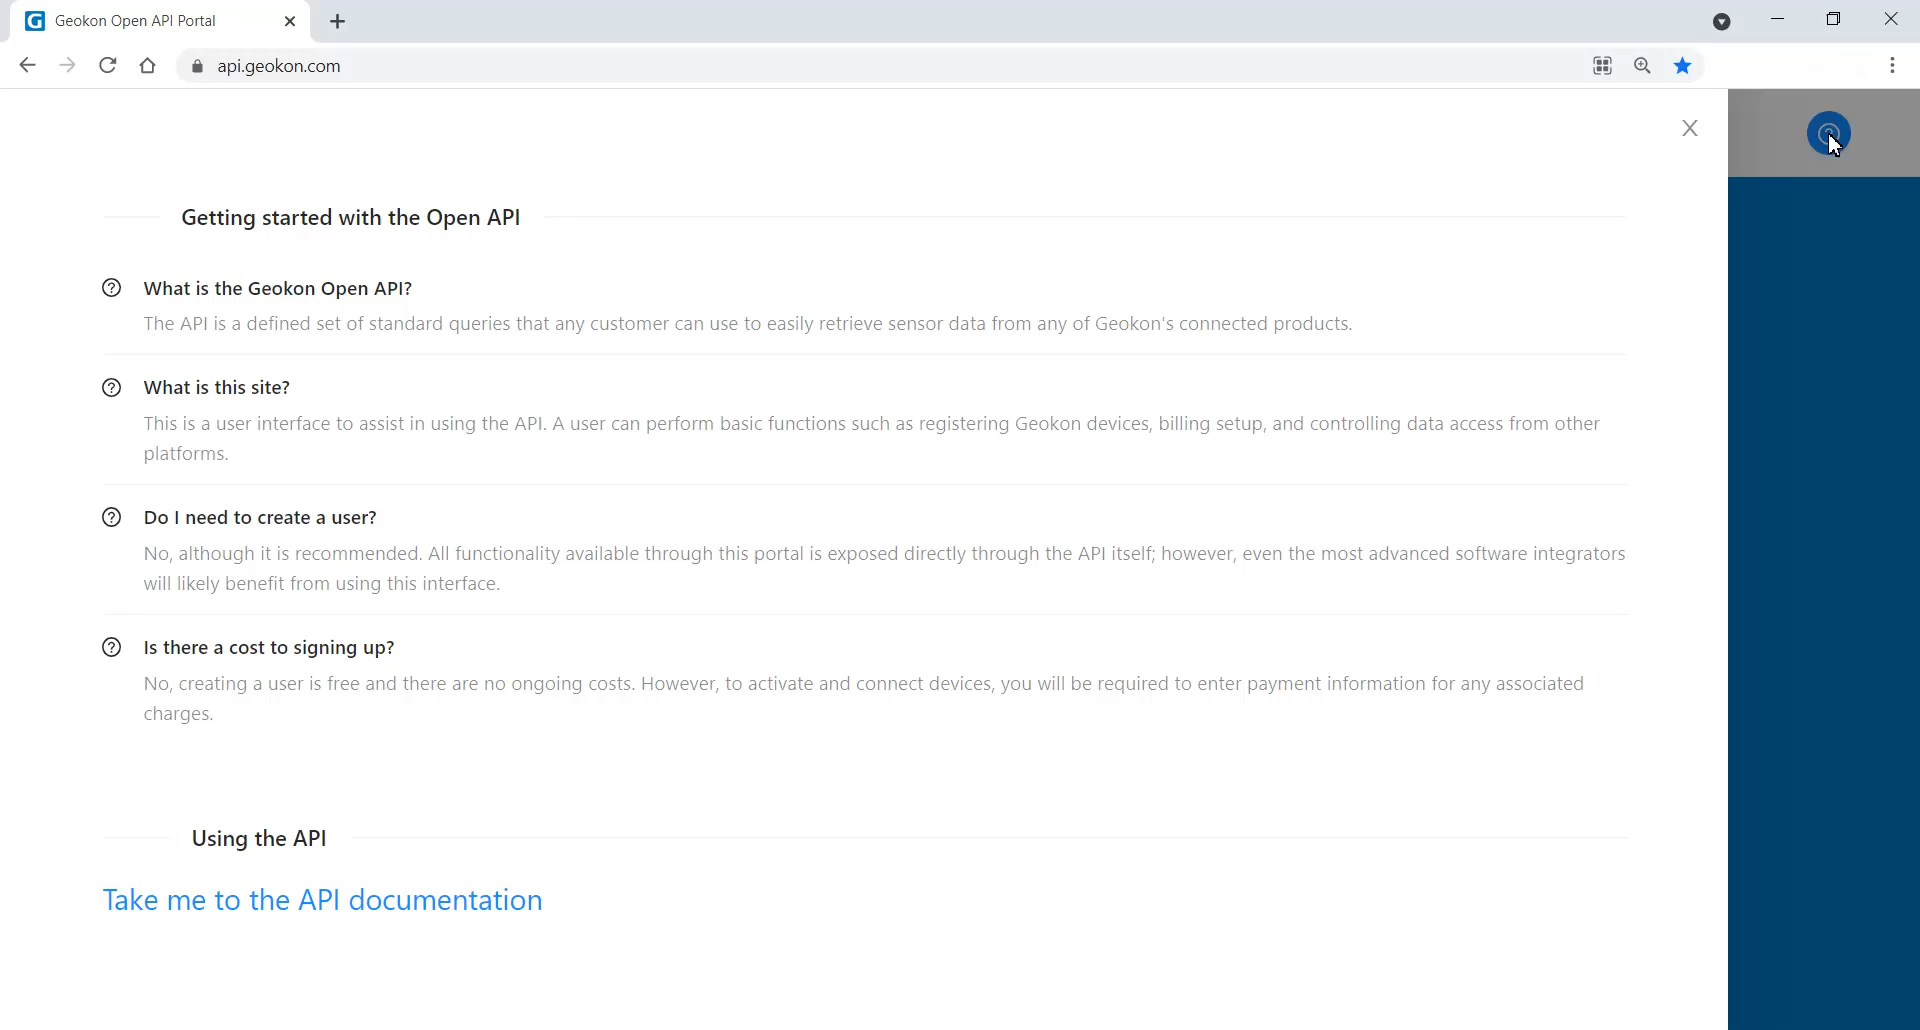 Geokon Open API Portal
api.geokon.com
Getting started with the Open API
What is the Geokon Open API?
The API is a defined set of standard queries that any customer can use to easily retrieve sensor data from any of Geokon's connected products.
What is this site?
This is a user interface to assist in using the API. A user can perform basic functions such as registering Geokon devices, billing setup, and controlling data access from other
platforms.
Do I need to create a user?
No, although it is recommended. All functionality available through this portal is exposed directly through the API itself; however, even the most advanced software integrators
will likely benefit from using this interface.
Is there a cost to signing up?
No, creating a user is free and there are no ongoing costs. However, to activate and connect devices, you will be required to enter payment information for any associated
charges.
Using the API
Take me to the API documentation